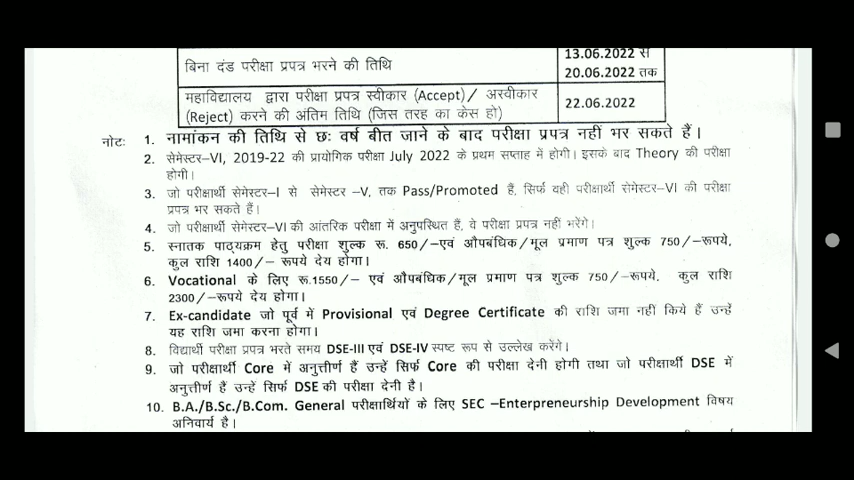 13.06.2022 से
बिना दंड परीक्षा प्रपत्र भरने की तिथि
20.06.2022 तक
महाविद्यालय द्वारा परीक्षा प्रपत्र स्वीकार (Accept)/ अस्वीकार
(Reject) करने की अंतिम तिथि (जिस तरह का केस हो)
22.06.2022
नोटः 1. नामांकन की तिथि से छः वर्ष बीत जाने के बाद परीक्षा प्रपत्र नहीं भर सकते हैं।
2. सेमेस्टर–VI, 2019-22 की प्रायोगिक परीक्षा July 2022 के प्रथम सप्ताह में होगी। इसके बाद Theory की परीक्षा
होगी।
3. जो परीक्षार्थी सेमेस्टर–I से सेमेस्टर –V, तक Pass/Promoted हैं, सिर्फ वही परीक्षार्थी सेमेस्टर–VI की परीक्षा
प्रपत्र भर सकते हैं।
4. जो परीक्षार्थी सेमेस्टर–VI की आंतरिक परीक्षा में अनुपस्थित हैं, वे परीक्षा प्रपत्र नहीं भरेंगे।
5. स्नातक पाठ्यक्रम हेतु परीक्षा शुल्क रू. 650/–एवं औपबंधिक/मूल प्रमाण पत्र शुल्क 750/–रूपये,
कुल राशि 1400/– रूपये देय होगा।
6. Vocational के लिए रू.1550/– एवं औपबंधिक/मूल प्रमाण पत्र शुल्क 750/–रूपये, कुल राशि
2300/–रूपये देय होगा।
7. Ex-candidate जो पूर्व में Provisional एवं Degree Certificate की राशि जमा नहीं किये हैं उन्हें
यह राशि जमा करना होगा।
8. विद्यार्थी परीक्षा प्रपत्र भरते समय DSE-III एवं DSE-IV स्पष्ट रूप से उल्लेख करेंगे।
9. जो परीक्षार्थी Core में अनुत्तीर्ण हैं उन्हें सिर्फ Core की परीक्षा देनी होगी तथा जो परीक्षार्थी DSE में
अनुत्तीर्ण हैं उन्हें सिर्फ DSE की परीक्षा देनी है।
10. B.A./B.Sc./B.Com. General परीक्षार्थियों के लिए SEC –Enterpreneurship Development विषय
अनिवार्य है।